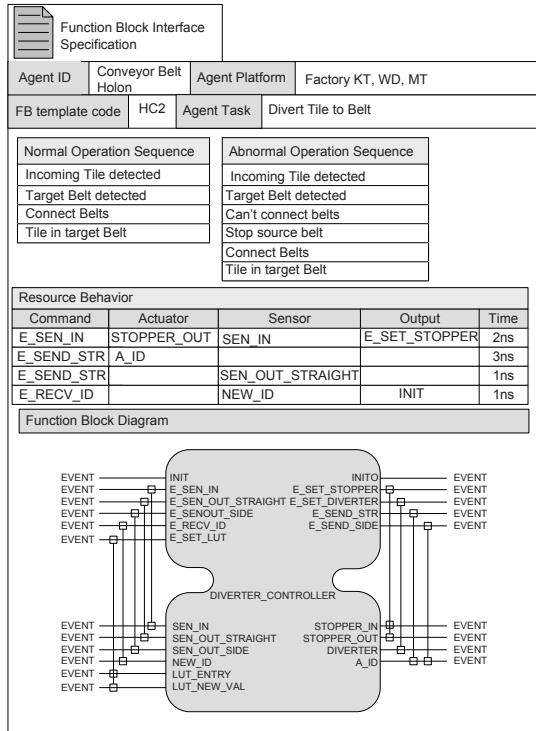 Function Block Interface
Specification
Agent ID
Conveyor Belt
Holon
Agent Platform
Factory KT, WD, MT
FB template code
HC2
Agent Task
Divert Tile to Belt
Normal Operation Sequence
Incoming Tile detected
Target Belt detected
Connect Belts
Tile in target Belt
Abnormal Operation Sequence
Incoming Tile detected
Target Belt detected
Can't connect belts
Stop source belt
Connect Belts
Tile in target Belt
Resource Behavior
Command Actuator Sensor Output Time
E_SEN_IN STOPPER_OUT SEN_IN E_SET_STOPPER 2ns
E_SEND_STR A_ID 3ns
E_SEND_STR SEN_OUT_STRAIGHT 1ns
E_RECV_ID NEW_ID INIT 1ns
Function Block Diagram
EVENT INIT INITO EVENT
EVENT E_SEN_IN E_SET_STOPPER EVENT
EVENT E_SEN_OUT_STRAIGHT E_SET_DIVERTER EVENT
EVENT E_SENOUT_SIDE E_SEND_STR EVENT
EVENT E_RECV_ID E_SEND_SIDE EVENT
EVENT E_SET_LUT
DIVERTER_CONTROLLER
EVENT SEN_IN STOPPER_IN EVENT
EVENT SEN_OUT_STRAIGHT STOPPER_OUT EVENT
EVENT SEN_OUT_SIDE DIVERTER EVENT
EVENT NEW_ID A_ID EVENT
EVENT LUT_ENTRY
EVENT LUT_NEW_VAL